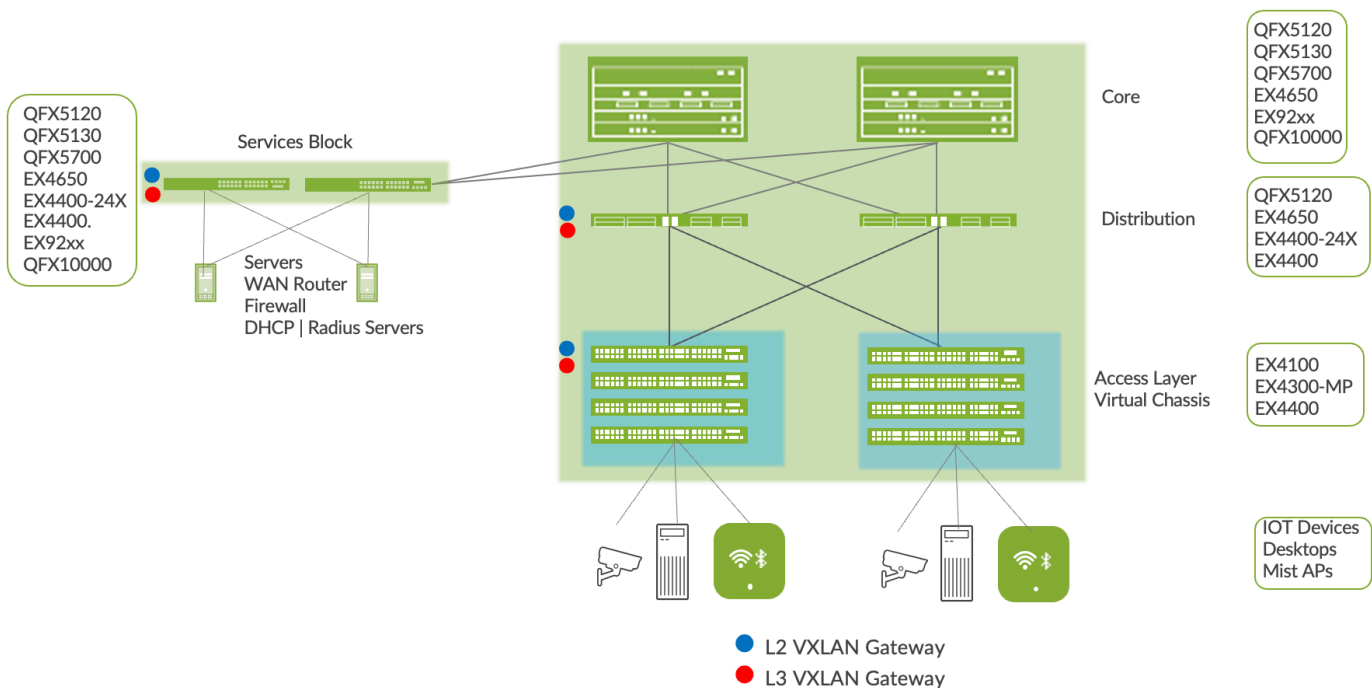 QFX5120
QFX5130
QFX5700
EX4650
EX4400-24X
EX4400.
EX92xx
QFX10000
Services Block
Servers
WAN Router
Firewall
DHCP | Radius Servers
Core
QFX5120
QFX5130
QFX5700
EX4650
EX92xx
QFX10000
Distribution
QFX5120
EX4650
EX4400-24X
EX4400
Access Layer
Virtual Chassis
EX4100
EX4300-MP
EX4400
IOT Devices
Desktops
Mist APs
L2 VXLAN Gateway
L3 VXLAN Gateway